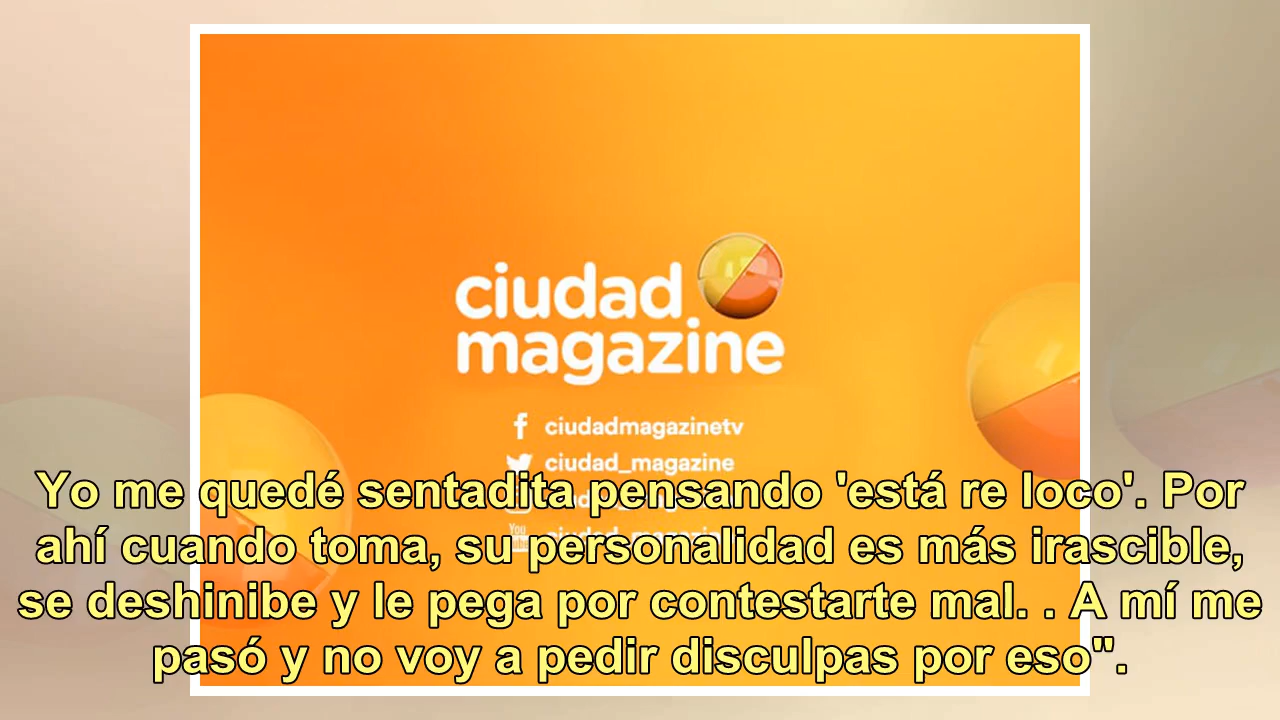 ciudad
magazine
ciudadmagazinetv
ciudad_magazine
You
Yo me quedé sentadita pensando 'está re loco'. Por
ahí cuando toma, su personalidad es más irascible,
se deshinibe y le pega por contestarte mal. . A mí me
pasó y no voy a pedir disculpas por eso".